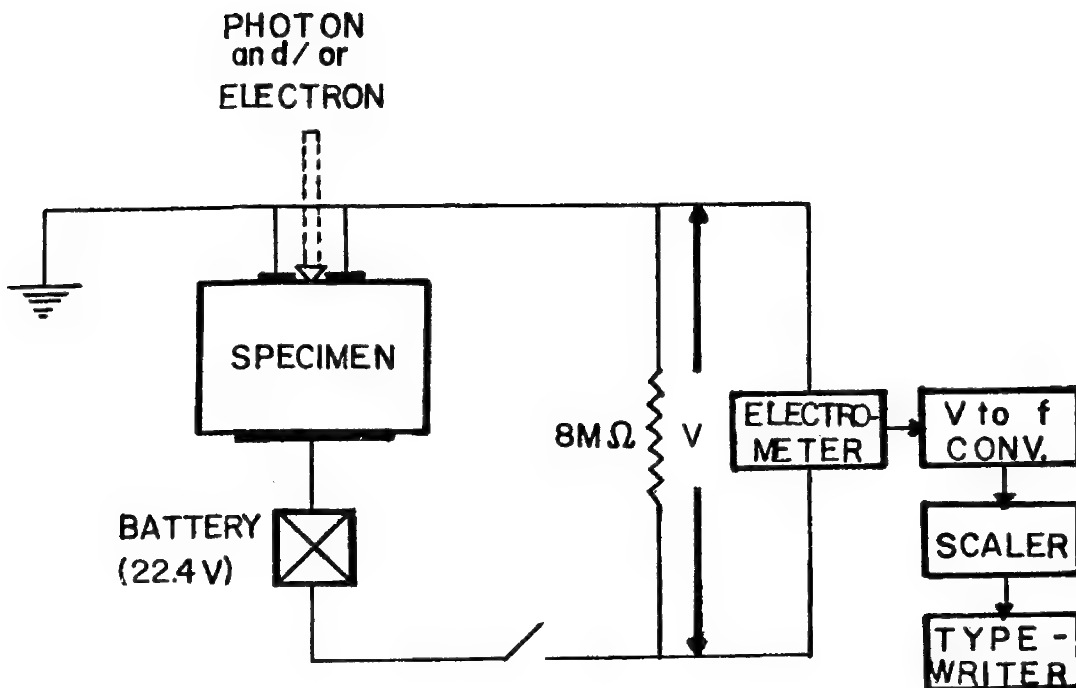 PHOTON
and/or
ELECTRON
SPECIMEN
8MΩ
V
ELECTRO-
METER
V to f
CONV.
BATTERY
(22.4V)
SCALER
TYPE-
WRITER